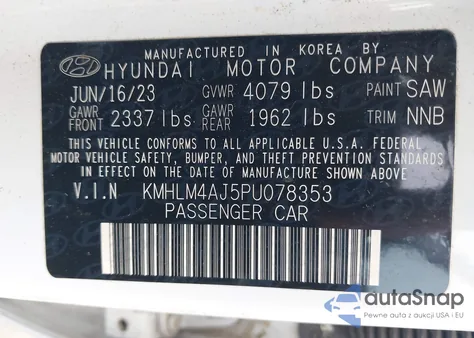 MANUFACTURED IN KOREA BY
HYUNDAI MOTOR COMPANY
JUN/16/23 GVWR 4079 lbs PAINT SAW
GAWR FRONT 2337 lbs GAWR REAR 1962 lbs TRIM NNB
THIS VEHICLE CONFORMS TO ALL APPLICABLE U.S.A. FEDERAL
MOTOR VEHICLE SAFETY, BUMPER, AND THEFT PREVENTION STANDARDS
IN EFFECT ON THE DATE OF MANUFACTURE SHOWN ABOVE.
V.I.N KMHLM4AJ5PU078353
PASSENGER CAR
autoSnap
Pewne auta z USA i EU